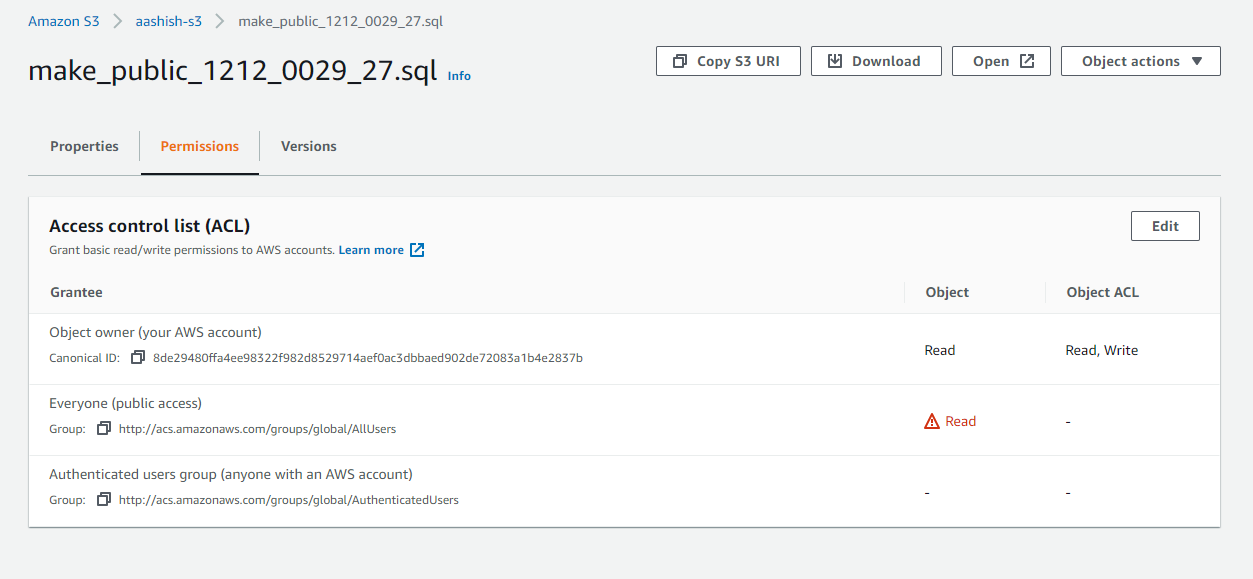 Amazon S3 > aashish-s3 > make_public_1212_0029_27.sql
make_public_1212_0029_27.sql Info
Copy S3 URI Download Open Object actions
Properties Permissions Versions
Access control list (ACL)
Edit
Grant basic read/write permissions to AWS accounts. Learn more
Grantee Object Object ACL
Object owner (your AWS account)
Canonical ID: 8de29480ffa4ee98322f982d8529714aef0ac3dbbaed902de72083a1b4e2837b
Read Read, Write
Everyone (public access)
Group: http://acs.amazonaws.com/groups/global/AllUsers
Read -
Authenticated users group (anyone with an AWS account)
Group: http://acs.amazonaws.com/groups/global/AuthenticatedUsers
- -